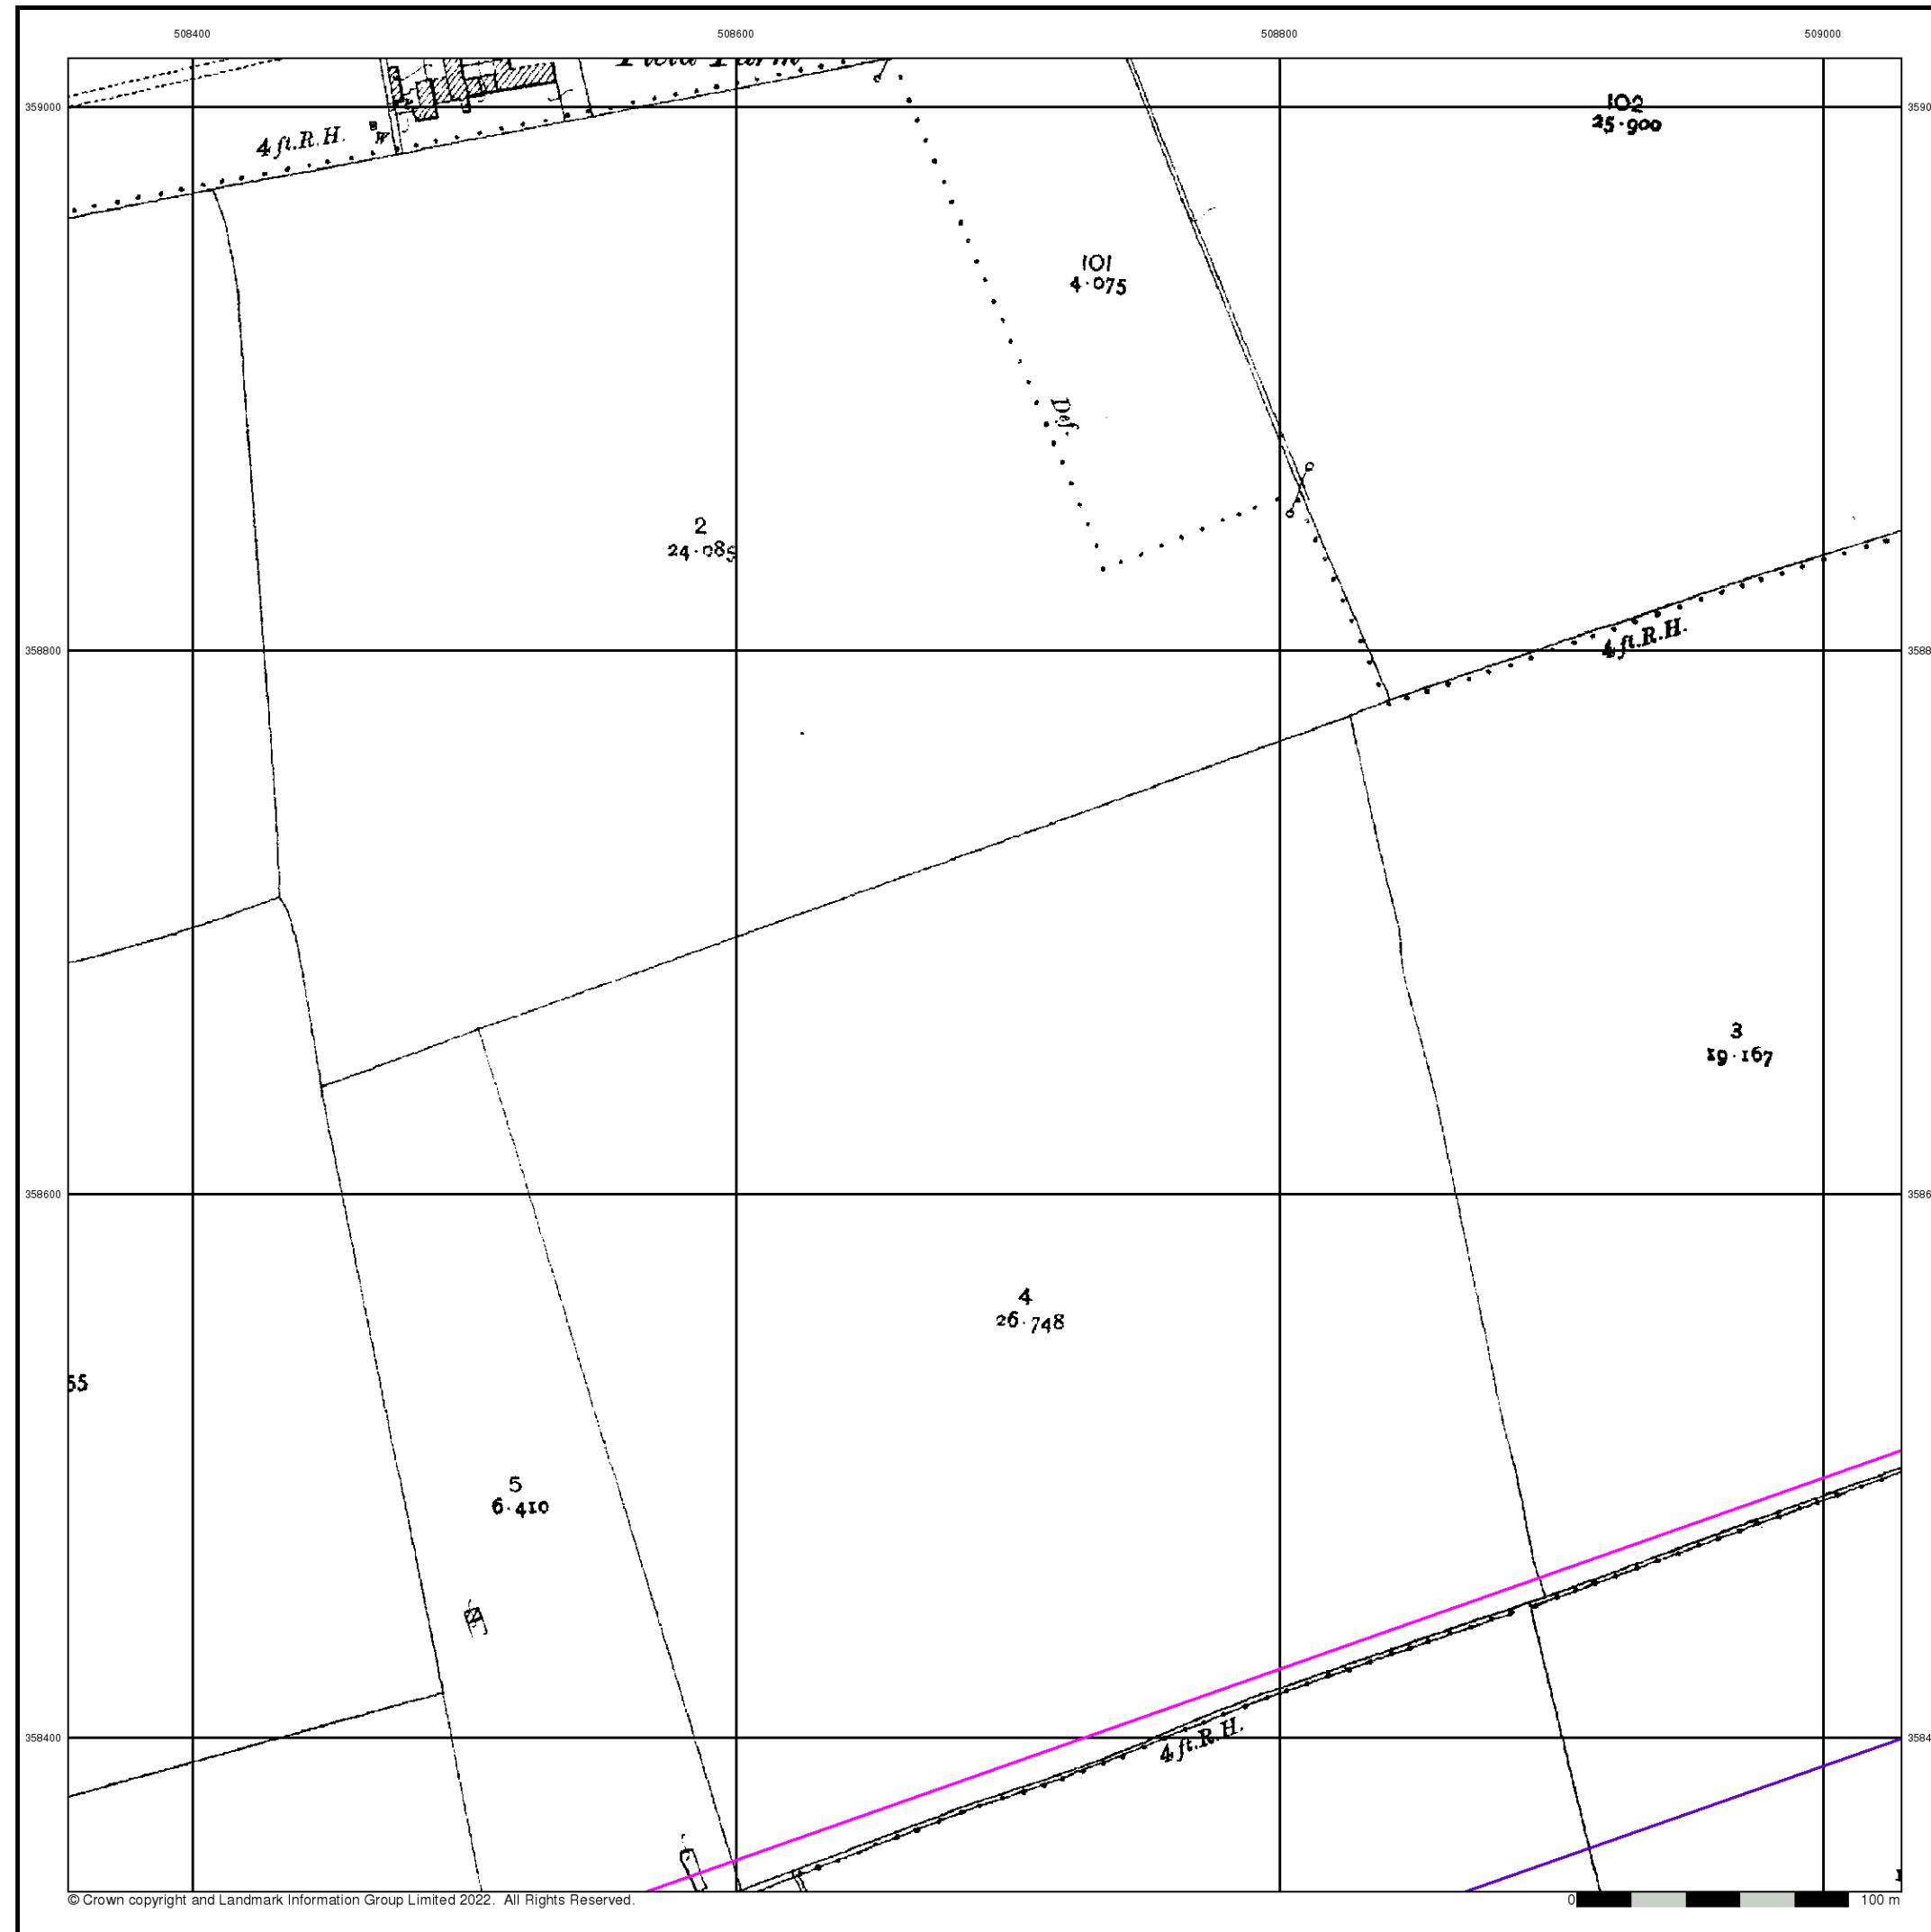 508400 508600 508800 509000
Field Farm
359000
102
25·900
4 ft. R.H.
W
101
4·075
Def.
2
24·085
4 ft. R.H.
358800
3
19·167
358600
4
26·748
55
5
6·410
358400
4 ft. R.H.
© Crown copyright and Landmark Information Group Limited 2022. All Rights Reserved.
0 100 m